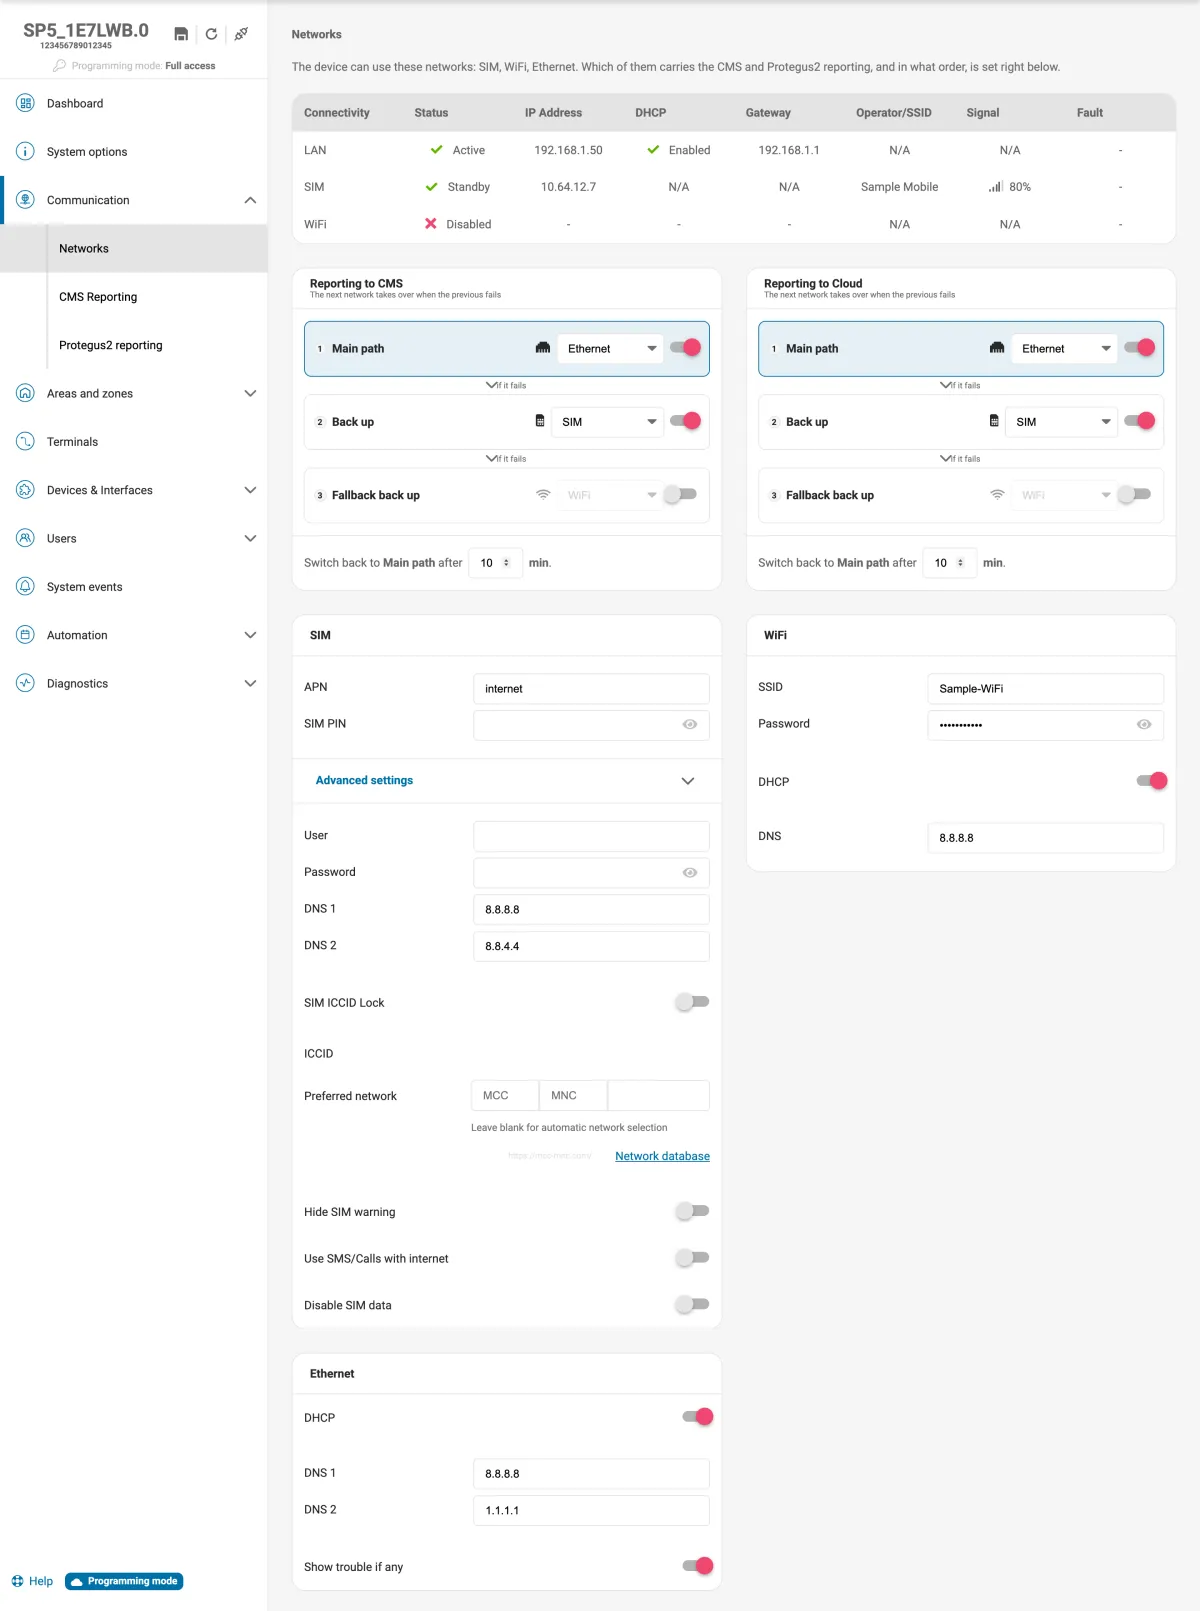 SP5_1E7LWB.0
123456789012345
Programming mode: Full access
Dashboard
System options
Communication
Networks
CMS Reporting
Protegus2 reporting
Areas and zones
Terminals
Devices & Interfaces
Users
System events
Automation
Diagnostics
Help
Programming mode
Networks
The device can use these networks: SIM, WiFi, Ethernet. Which of them carries the CMS and Protegus2 reporting, and in what order, is set right below.
Connectivity Status IP Address DHCP Gateway Operator/SSID Signal Fault
LAN Active 192.168.1.50 Enabled 192.168.1.1 N/A N/A -
SIM Standby 10.64.12.7 N/A N/A Sample Mobile 80% -
WiFi Disabled - - - N/A N/A -
Reporting to CMS
The next network takes over when the previous fails
1 Main path Ethernet
If it fails
2 Back up SIM
If it fails
3 Fallback back up WiFi
Switch back to Main path after 10 min.
Reporting to Cloud
The next network takes over when the previous fails
1 Main path Ethernet
If it fails
2 Back up SIM
If it fails
3 Fallback back up WiFi
Switch back to Main path after 10 min.
SIM
APN internet
SIM PIN
Advanced settings
User
Password
DNS 1 8.8.8.8
DNS 2 8.8.4.4
SIM ICCID Lock
ICCID
Preferred network MCC MNC
Leave blank for automatic network selection
Network database
Hide SIM warning
Use SMS/Calls with internet
Disable SIM data
WiFi
SSID Sample-WiFi
Password •••••••••••
DHCP
DNS 8.8.8.8
Ethernet
DHCP
DNS 1 8.8.8.8
DNS 2 1.1.1.1
Show trouble if any